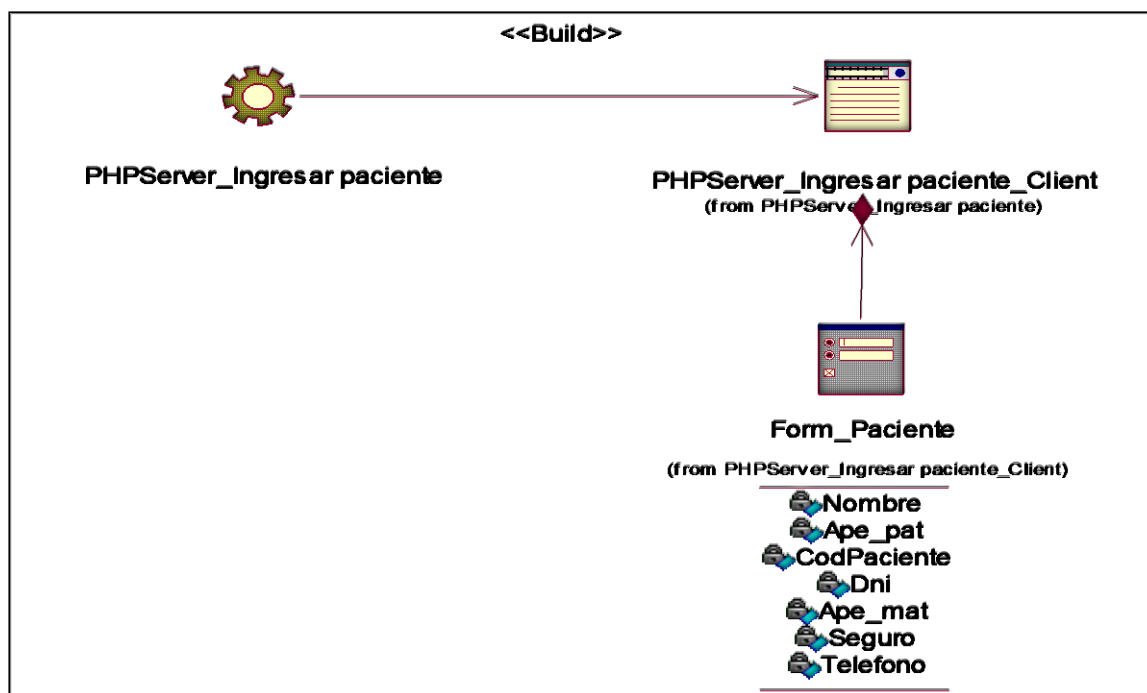 <<Build>>
PHPServer_Ingresar paciente
PHPServer_Ingresar paciente_Client
(from PHPServer_Ingresar paciente)
Form_Paciente
(from PHPServer_Ingresar paciente_Client)
Nombre
Ape_pat
CodPaciente
Dni
Ape_mat
Seguro
Telefono